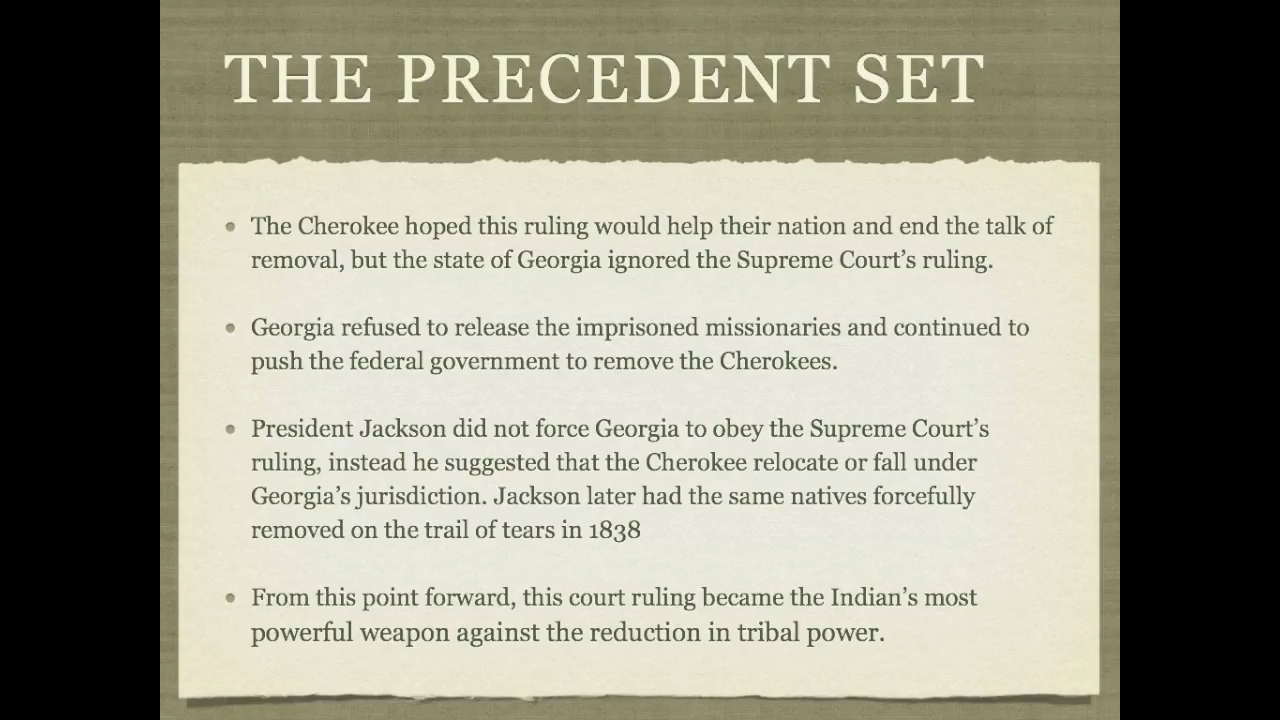 THE PRECEDENT SET
• The Cherokee hoped this ruling would help their nation and end the talk of
removal, but the state of Georgia ignored the Supreme Court’s ruling.
• Georgia refused to release the imprisoned missionaries and continued to
push the federal government to remove the Cherokees.
• President Jackson did not force Georgia to obey the Supreme Court’s
ruling, instead he suggested that the Cherokee relocate or fall under
Georgia’s jurisdiction. Jackson later had the same natives forcefully
removed on the trail of tears in 1838
• From this point forward, this court ruling became the Indian’s most
powerful weapon against the reduction in tribal power.